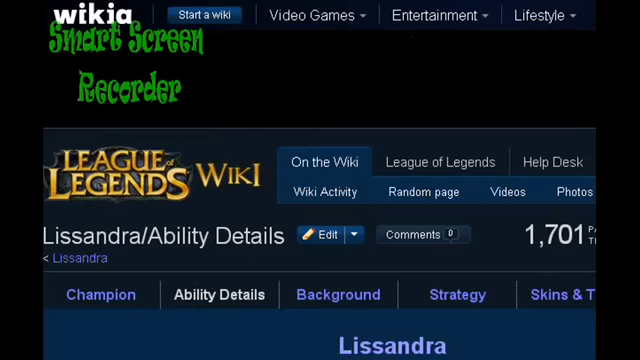 wikia Start a wiki Video Games Entertainment Lifestyle
Smart Screen
Recorder
LEAGUE of LEGENDS WIKI
On the Wiki League of Legends Help Desk
Wiki Activity Random page Videos Photos
Lissandra/Ability Details Edit Comments 0 1,701
< Lissandra
Champion Ability Details Background Strategy Skins & T
Lissandra